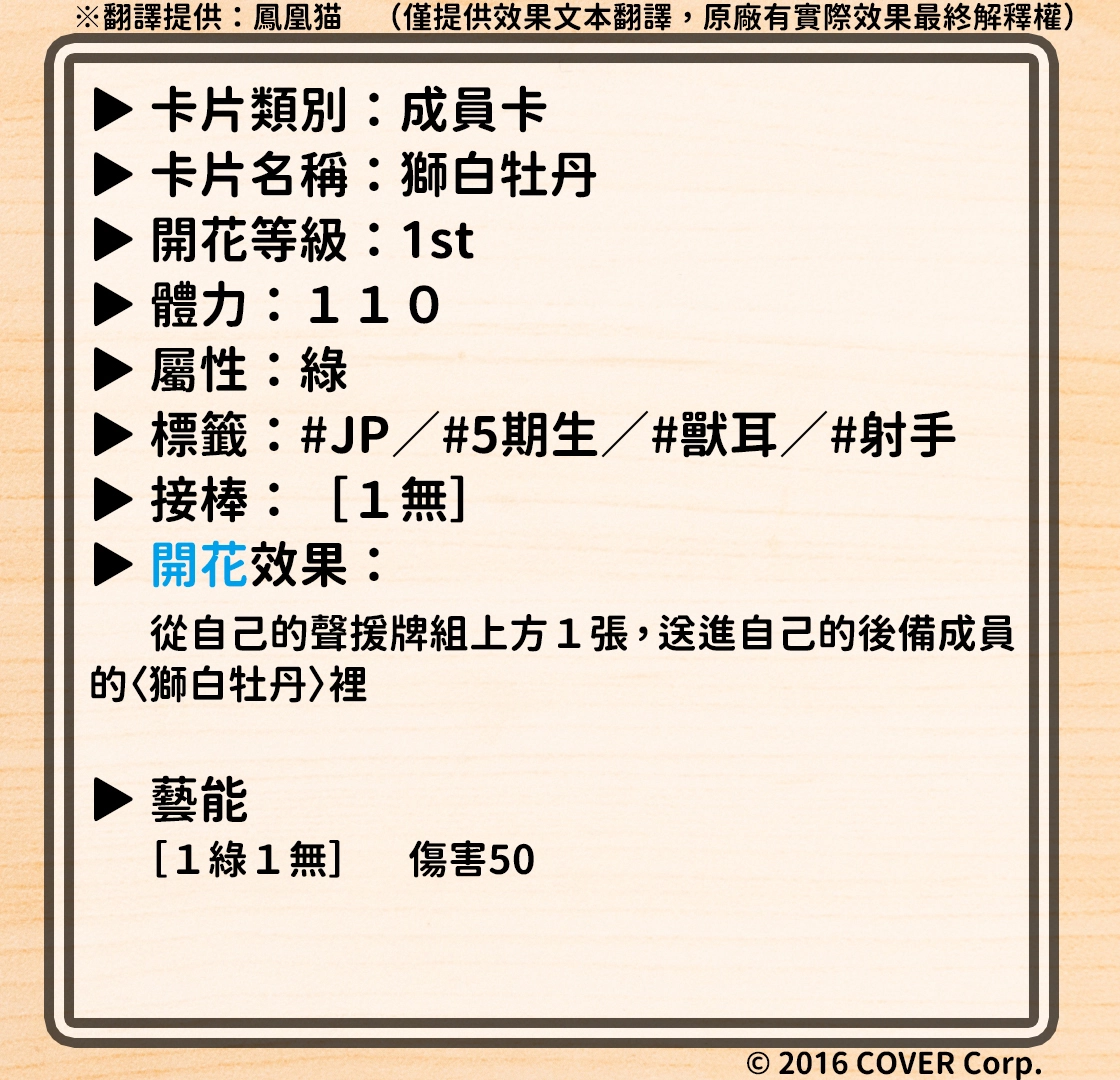 ※翻譯提供：鳳凰猫　（僅提供效果文本翻譯，原廠有實際效果最終解釋權）
▶ 卡片類別：成員卡
▶ 卡片名稱：獅白牡丹
▶ 開花等級：1st
▶ 體力：１１０
▶ 屬性：綠
▶ 標籤：#JP／#5期生／#獸耳／#射手
▶ 接棒：［１無］
▶ 開花效果：
從自己的聲援牌組上方１張，送進自己的後備成員
的〈獅白牡丹〉裡
▶ 藝能
［１綠１無］　傷害50
© 2016 COVER Corp.